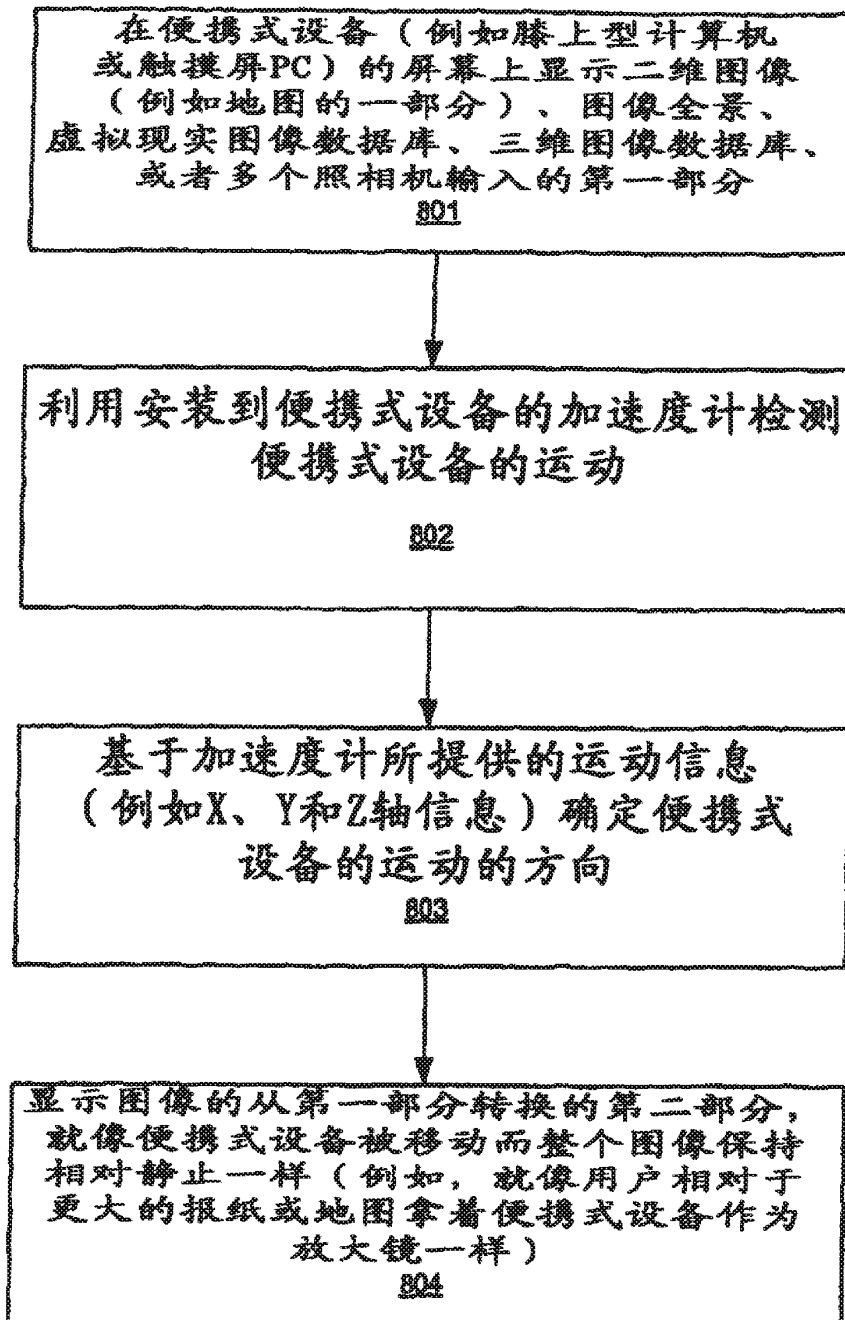 在便携式设备（例如膝上型计算机
或触摸屏PC）的屏幕上显示二维图像
（例如地图的一部分）、图像全景、
虚拟现实图像数据库、三维图像数据库、
或者多个照相机输入的第一部分
801
利用安装到便携式设备的加速度计检测
便携式设备的运动
802
基于加速度计所提供的运动信息
（例如X、Y和Z轴信息）确定便携式
设备的运动的方向
803
显示图像的从第一部分转换的第二部分，
就像便携式设备被移动而整个图像保持
相对静止一样（例如，就像用户相对于
更大的报纸或地图拿着便携式设备作为
放大镜一样）
804